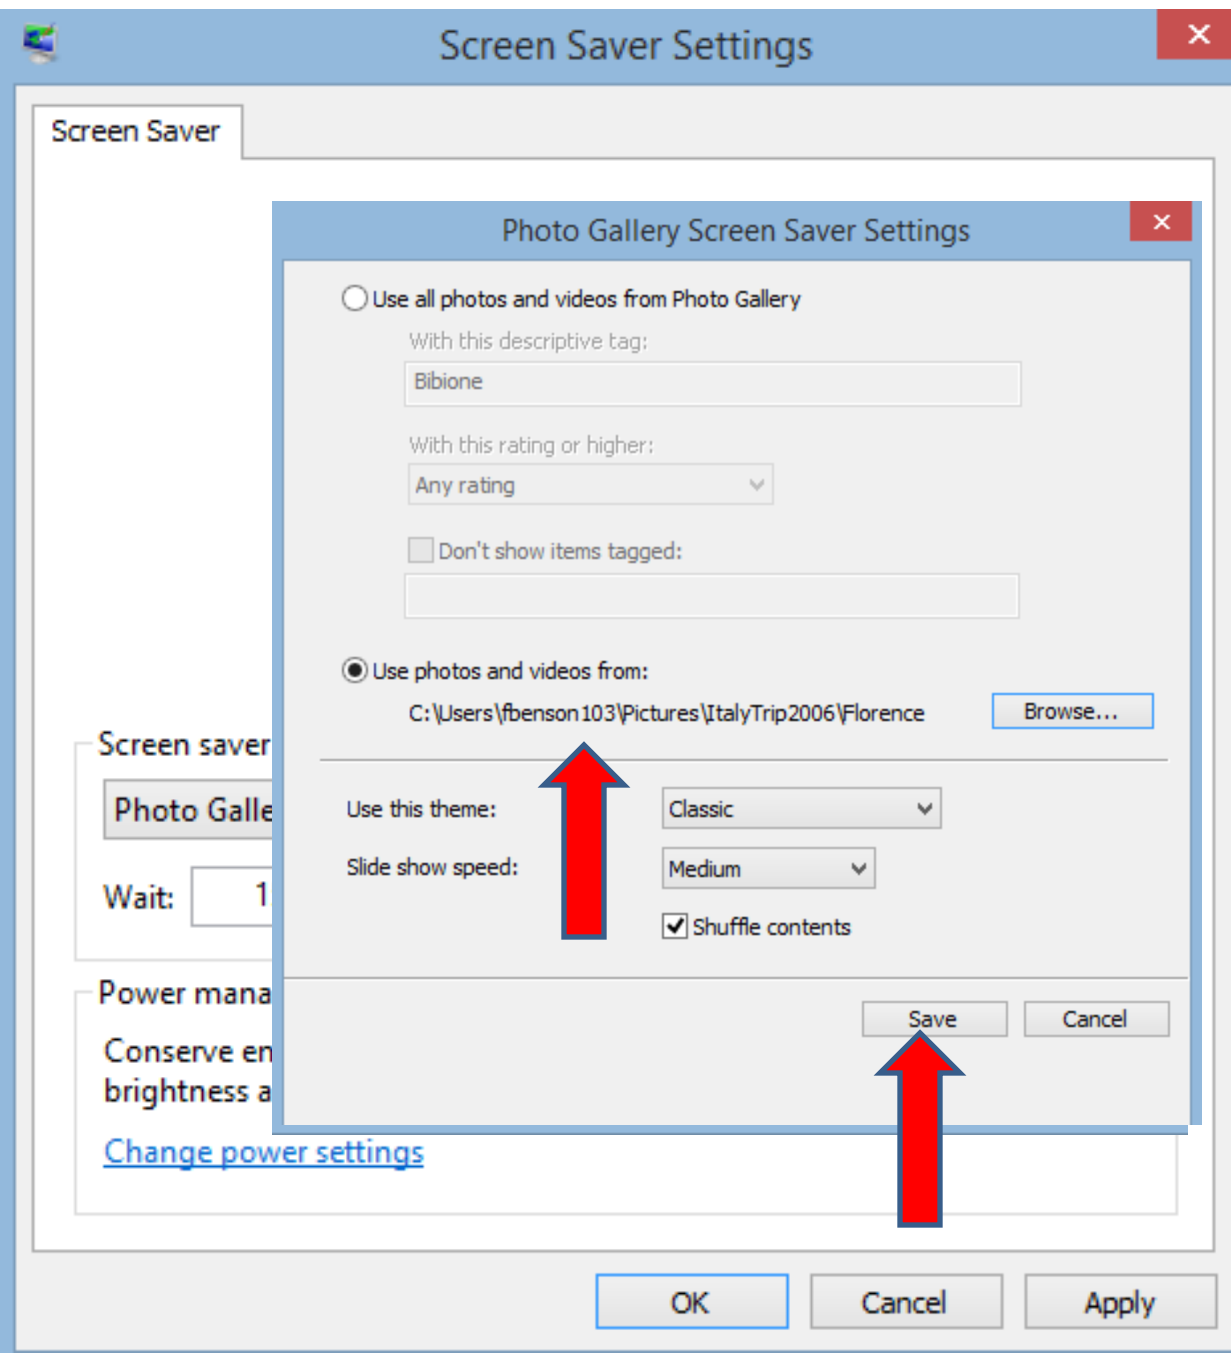 Screen Saver Settings
Screen Saver
Photo Gallery Screen Saver Settings
Use all photos and videos from Photo Gallery
With this descriptive tag:
Bibione
With this rating or higher:
Any rating
Don't show items tagged:
Use photos and videos from:
C:\Users\fbenson103\Pictures\ItalyTrip2006\Florence
Browse...
Use this theme: Classic
Slide show speed: Medium
Shuffle contents
Save Cancel
Screen saver
Photo Galle
Wait: 1
Power mana
Conserve en
brightness a
Change power settings
OK Cancel Apply